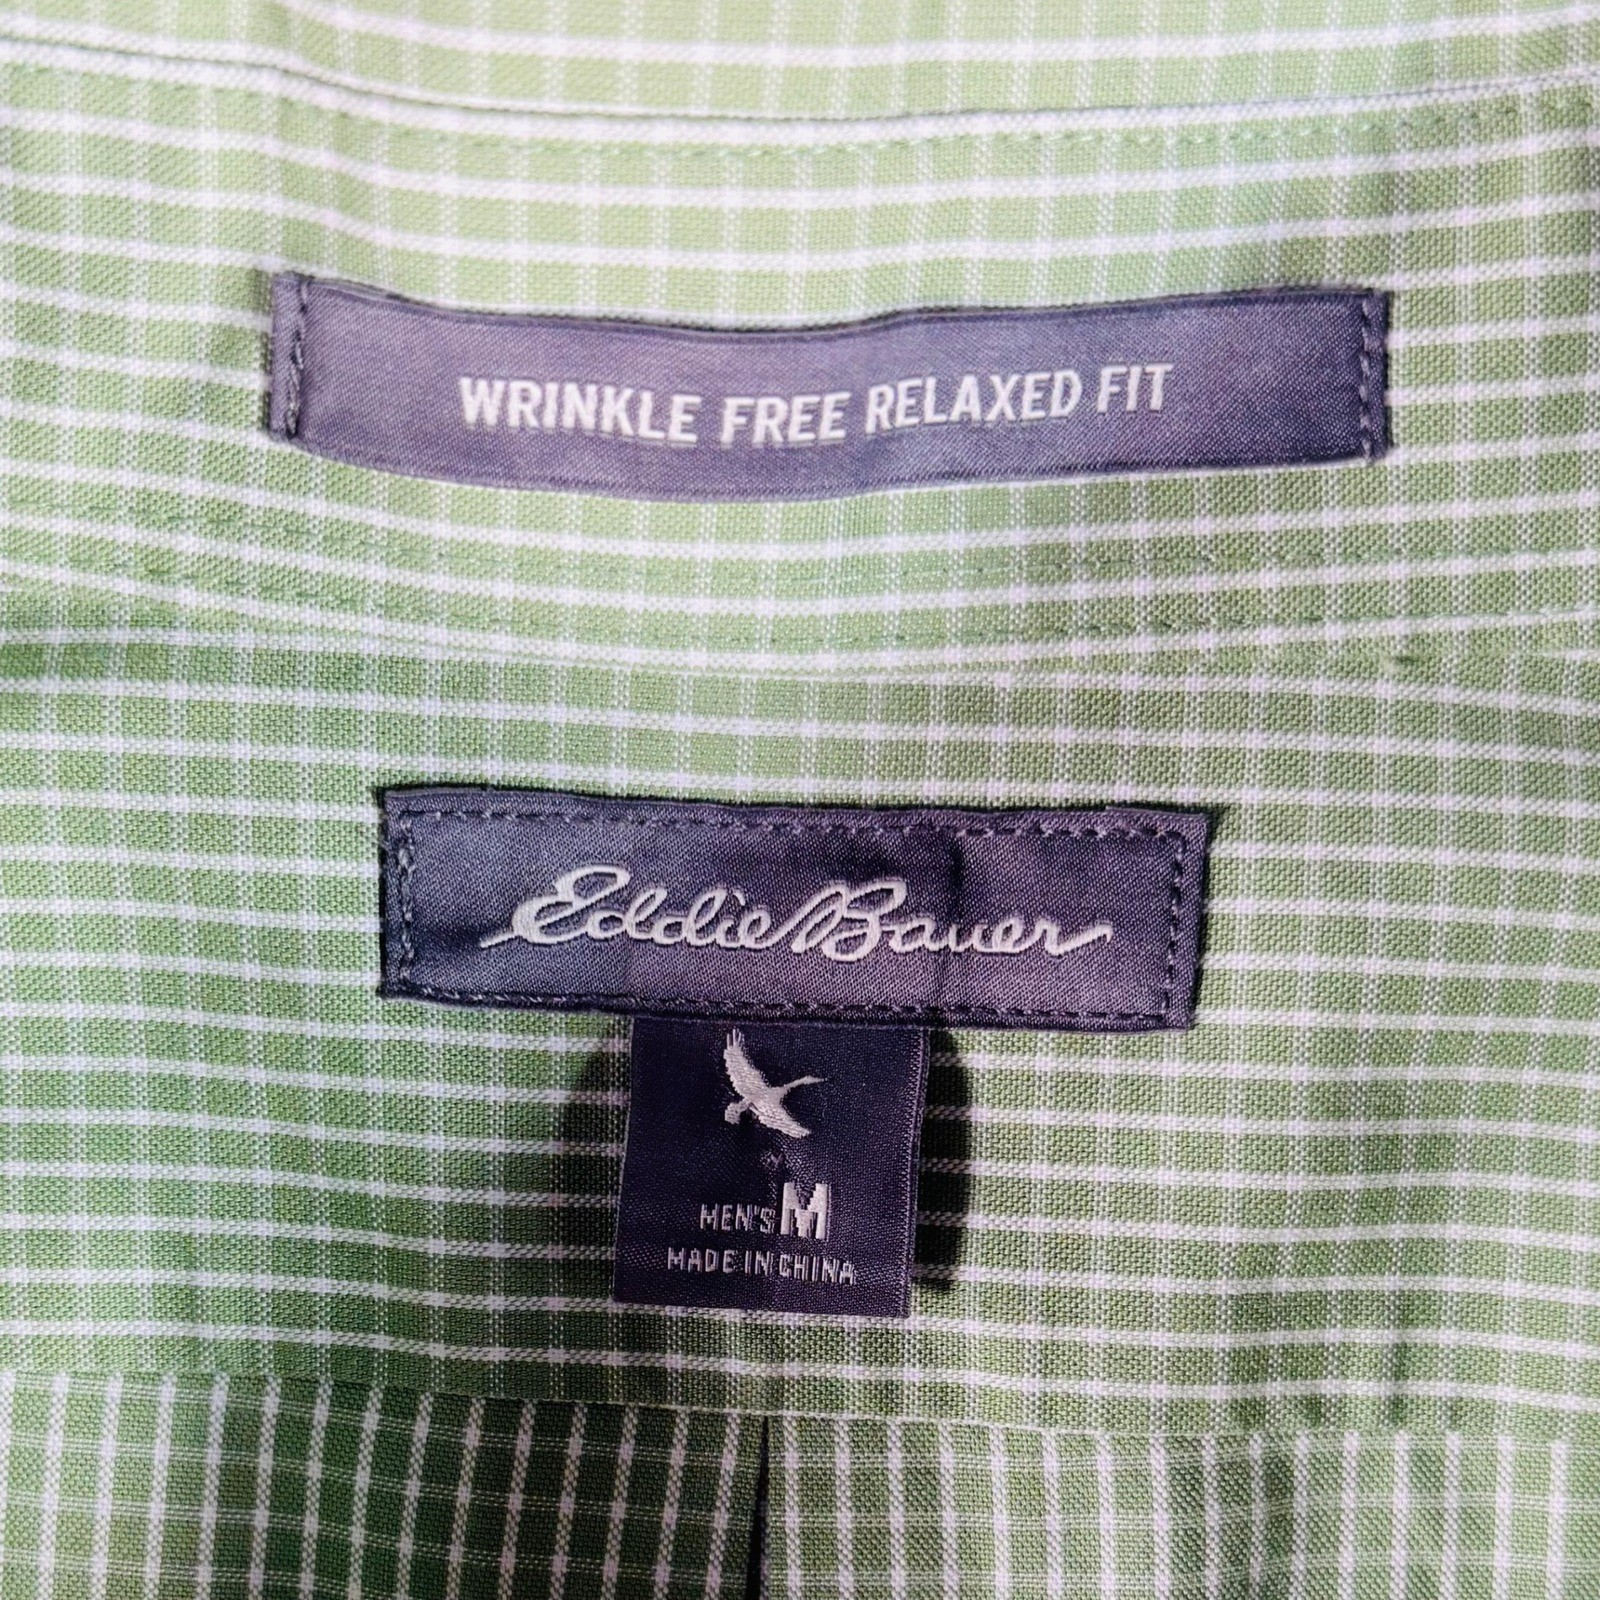 WRINKLE FREE RELAXED FIT
Eddie Bauer
MEN'S M
MADE IN CHINA